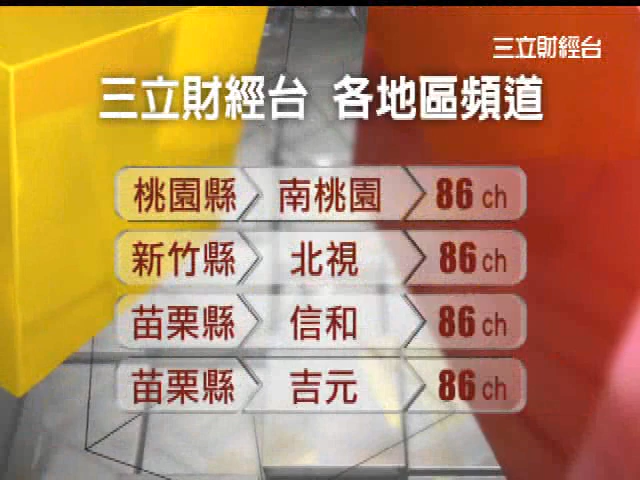 三立財經台
三立財經台 各地區頻道
桃園縣 南桃園 86 ch
新竹縣 北視 86 ch
苗栗縣 信和 86 ch
苗栗縣 吉元 86 ch